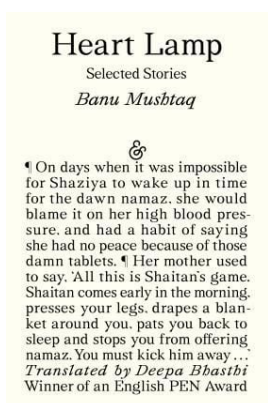 Heart Lamp
Selected Stories
Banu Mushtaq
&
¶ On days when it was impossible
for Shaziya to wake up in time
for the dawn namaz, she would
blame it on her high blood pres-
sure, and had a habit of saying
she had no peace because of those
damn tablets. ¶ Her mother used
to say, 'All this is Shaitan's game.
Shaitan comes early in the morning,
presses your legs, drapes a blan-
ket around you, pats you back to
sleep and stops you from offering
namaz. You must kick him away ...'
Translated by Deepa Bhasthi
Winner of an English PEN Award